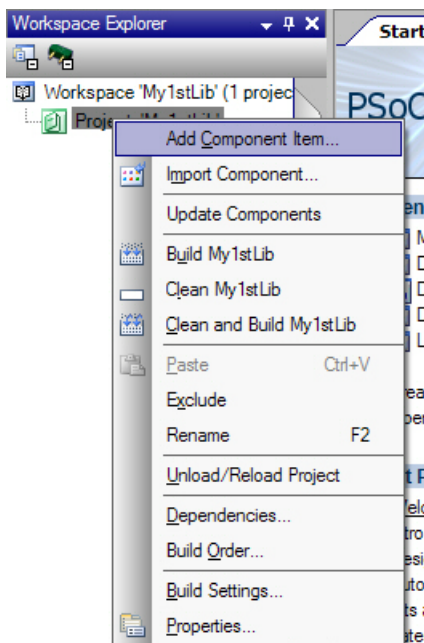 Workspace Explorer
Start
Workspace 'My1stLib' (1 projec
PSoC
Add Component Item...
Import Component...
Update Components
Build My1stLib
Clean My1stLib
Clean and Build My1stLib
Paste Ctrl+V
Exclude
Rename F2
Unload/Reload Project
Dependencies...
Build Order...
Build Settings...
Properties...